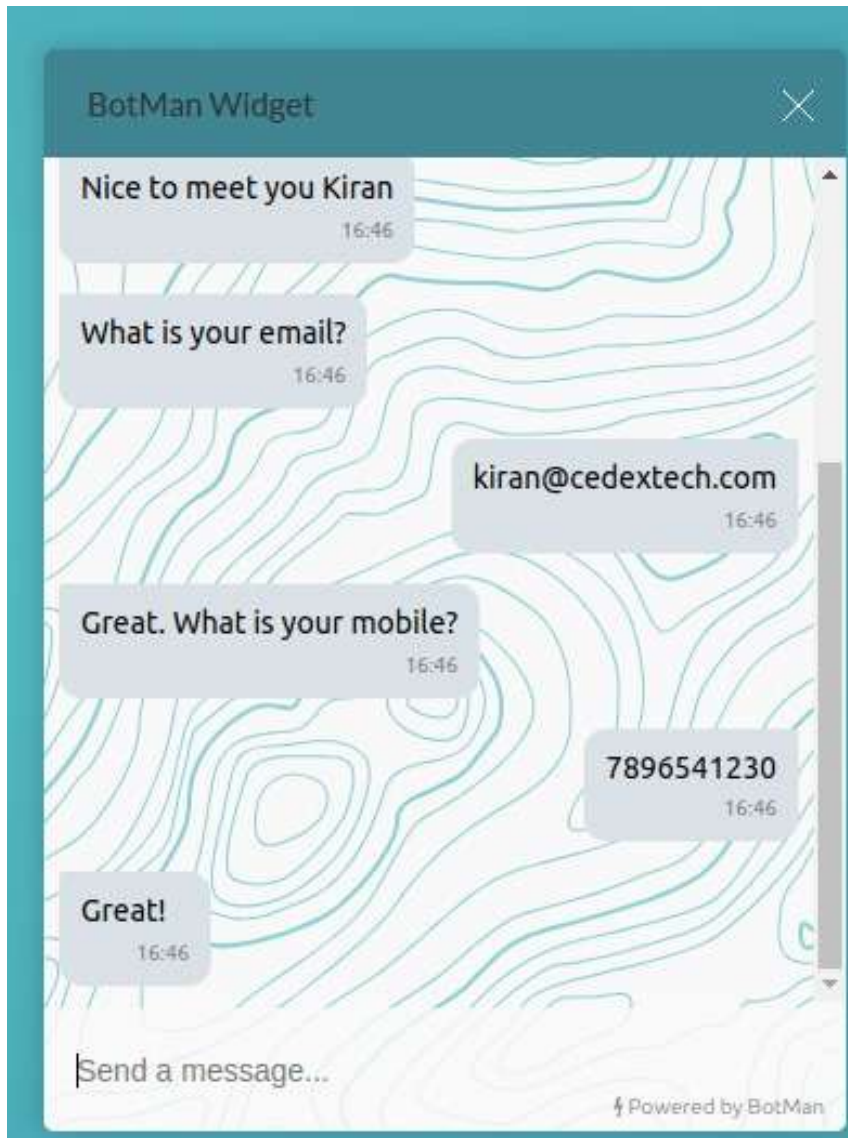 BotMan Widget
Nice to meet you Kiran
16:46
What is your email?
16:46
kiran@cedextech.com
16:46
Great. What is your mobile?
16:46
7896541230
16:46
Great!
16:46
Send a message...
Powered by BotMan